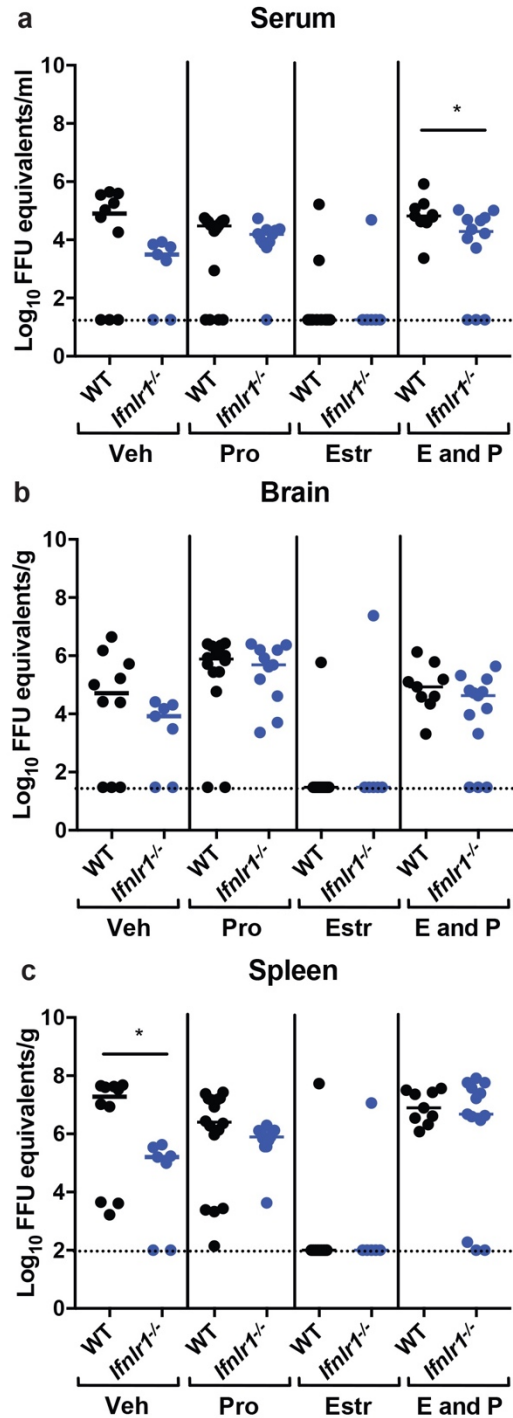 a Serum
Log10 FFU equivalents/ml
10
8
6
4
2
0
*
WT Ifnlr1-/- WT Ifnlr1-/- WT Ifnlr1-/- WT Ifnlr1-/-
Veh Pro Estr E and P
b Brain
Log10 FFU equivalents/g
10
8
6
4
2
0
WT Ifnlr1-/- WT Ifnlr1-/- WT Ifnlr1-/- WT Ifnlr1-/-
Veh Pro Estr E and P
c Spleen
Log10 FFU equivalents/g
10
8
6
4
2
0
*
WT Ifnlr1-/- WT Ifnlr1-/- WT Ifnlr1-/- WT Ifnlr1-/-
Veh Pro Estr E and P